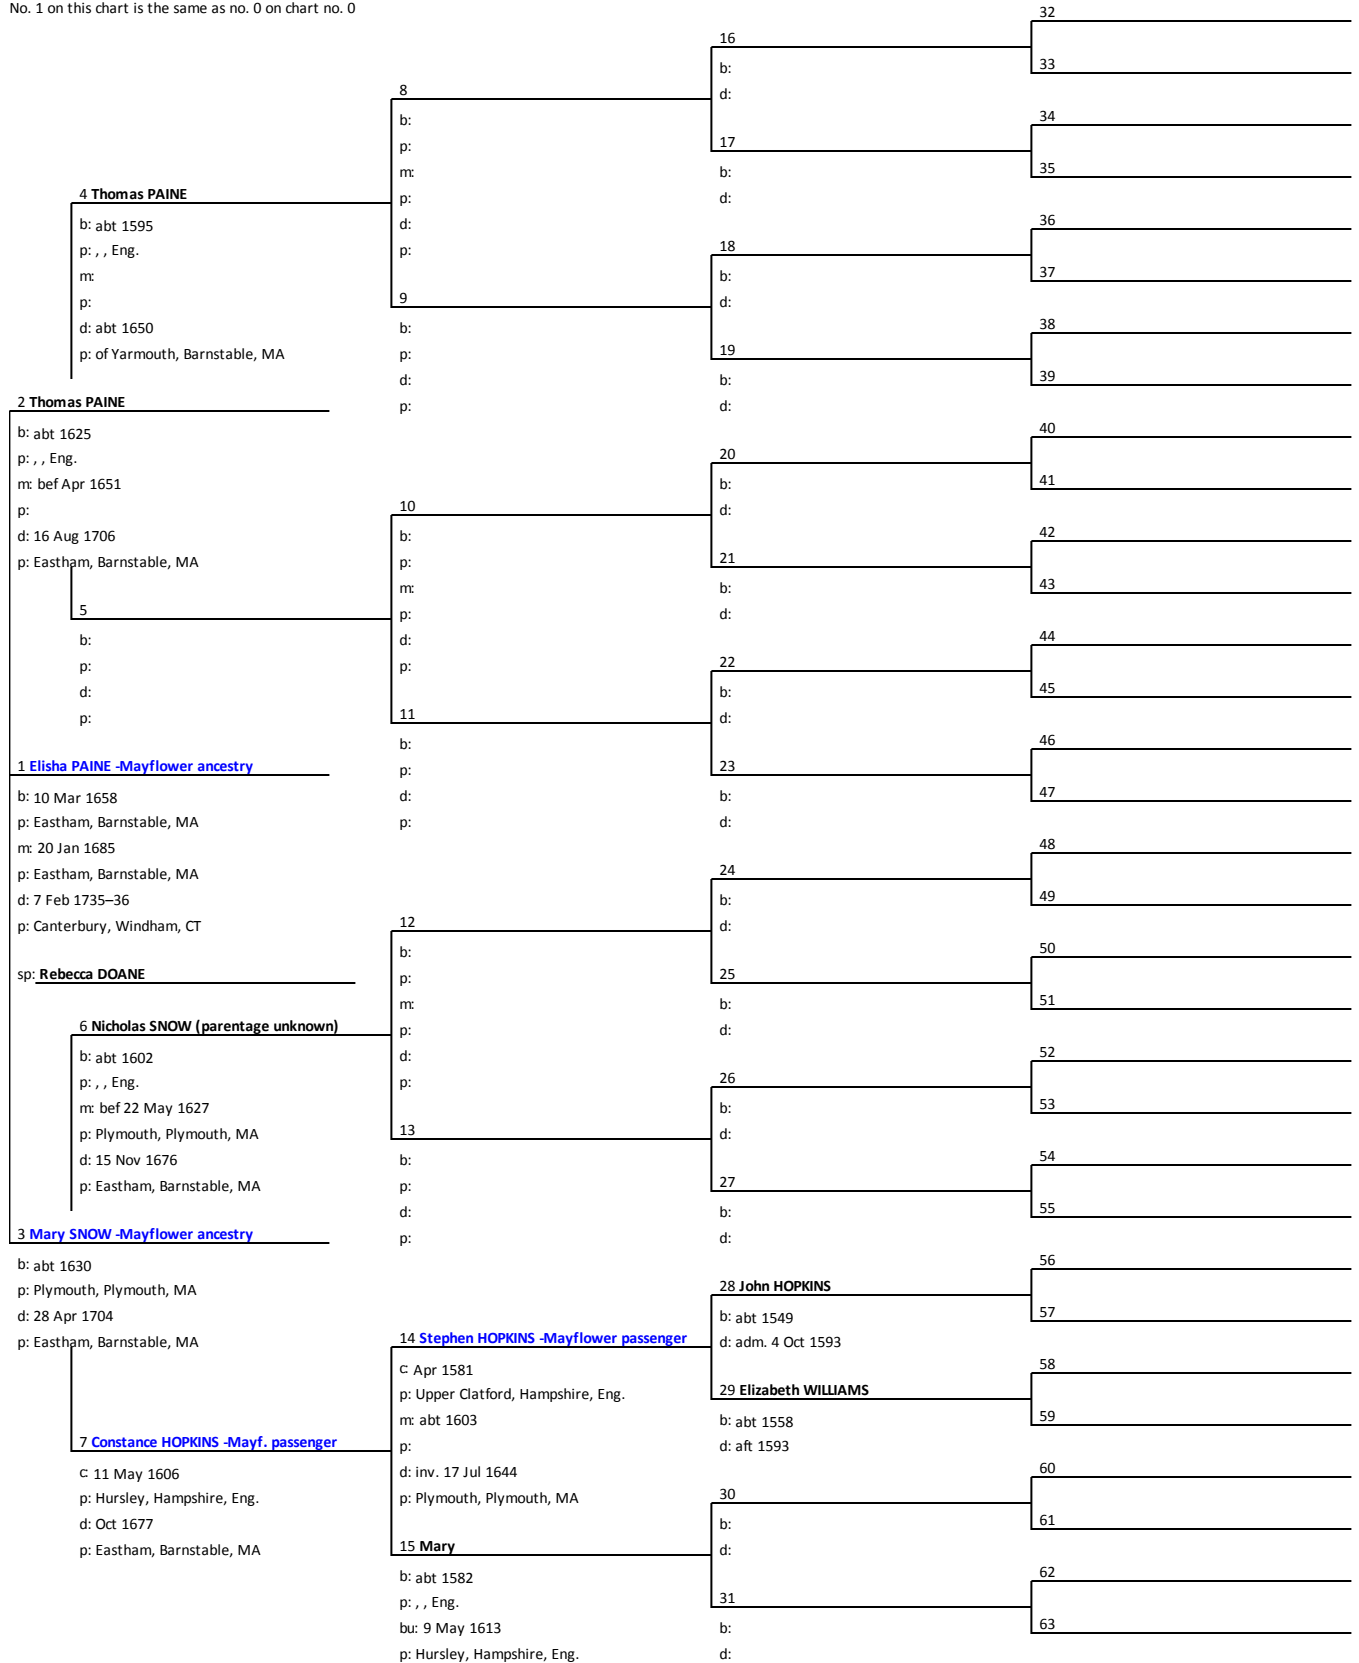 No. 1 on this chart is the same as no. 0 on chart no. 0
4 Thomas PAINE
b: abt 1595
p: , , Eng.
m:
p:
d: abt 1650
p: of Yarmouth, Barnstable, MA
2 Thomas PAINE
b: abt 1625
p: , , Eng.
m: bef Apr 1651
p:
d: 16 Aug 1706
p: Eastham, Barnstable, MA
5
b:
p:
d:
p:
1 Elisha PAINE -Mayflower ancestry
b: 10 Mar 1658
p: Eastham, Barnstable, MA
m: 20 Jan 1685
p: Eastham, Barnstable, MA
d: 7 Feb 1735–36
p: Canterbury, Windham, CT
sp: Rebecca DOANE
6 Nicholas SNOW (parentage unknown)
b: abt 1602
p: , , Eng.
m: bef 22 May 1627
p: Plymouth, Plymouth, MA
d: 15 Nov 1676
p: Eastham, Barnstable, MA
3 Mary SNOW -Mayflower ancestry
b: abt 1630
p: Plymouth, Plymouth, MA
d: 28 Apr 1704
p: Eastham, Barnstable, MA
7 Constance HOPKINS -Mayf. passenger
c: 11 May 1606
p: Hursley, Hampshire, Eng.
d: Oct 1677
p: Eastham, Barnstable, MA
8
b:
p:
m:
p:
d:
p:
9
b:
p:
d:
p:
10
b:
p:
m:
p:
d:
p:
11
b:
p:
d:
p:
12
b:
p:
m:
p:
d:
p:
13
b:
p:
d:
p:
14 Stephen HOPKINS -Mayflower passenger
c: Apr 1581
p: Upper Clatford, Hampshire, Eng.
m: abt 1603
p:
d: inv. 17 Jul 1644
p: Plymouth, Plymouth, MA
15 Mary
b: abt 1582
p: , , Eng.
bu: 9 May 1613
p: Hursley, Hampshire, Eng.
16
b:
d:
17
b:
d:
18
b:
d:
19
b:
d:
20
b:
d:
21
b:
d:
22
b:
d:
23
b:
d:
24
b:
d:
25
b:
d:
26
b:
d:
27
b:
d:
28 John HOPKINS
b: abt 1549
d: adm. 4 Oct 1593
29 Elizabeth WILLIAMS
b: abt 1558
d: aft 1593
30
b:
d:
31
b:
d:
32
33
34
35
36
37
38
39
40
41
42
43
44
45
46
47
48
49
50
51
52
53
54
55
56
57
58
59
60
61
62
63